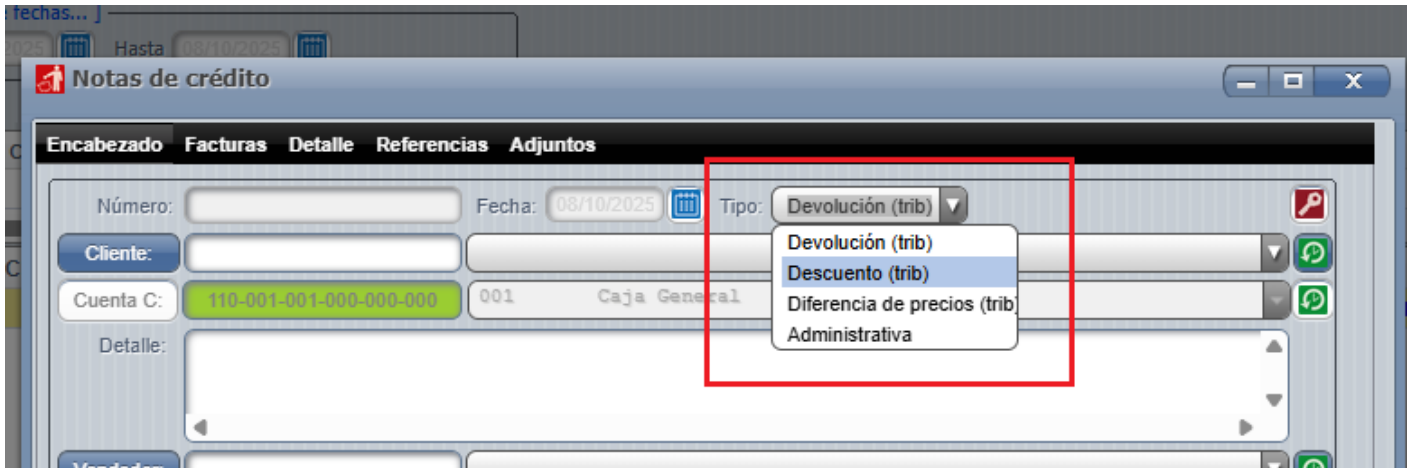 fechas... ]
2025 Hasta 08/10/2025
Notas de crédito
Encabezado Facturas Detalle Referencias Adjuntos
Número: Fecha: 08/10/2025 Tipo: Devolución (trib)
Devolución (trib)
Cliente:
Descuento (trib)
Cuenta C: 110-001-001-000-000-000 001 Caja General
Diferencia de precios (trib)
Administrativa
Detalle: